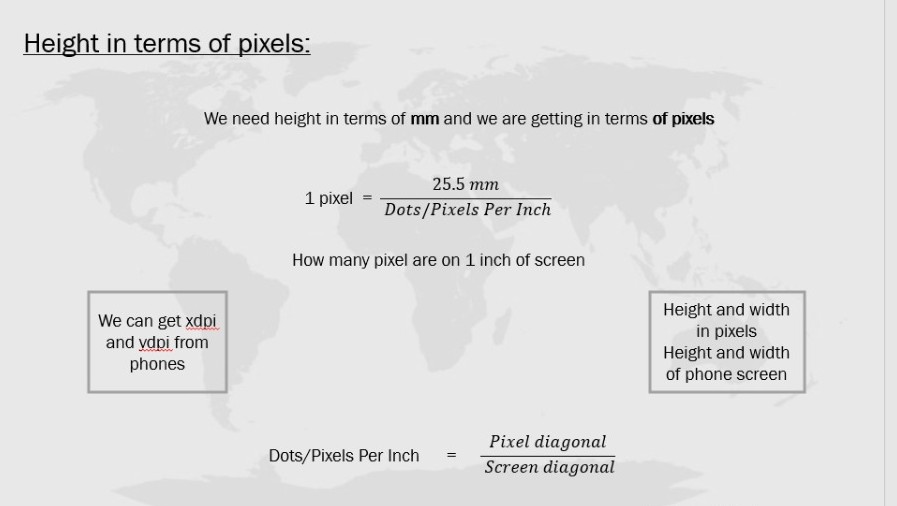 Height in terms of pixels:
We need height in terms of mm and we are getting in terms of pixels
25.5 mm
1 pixel =
Dots/Pixels Per Inch
How many pixel are on 1 inch of screen
We can get xdpi
and ydpi from
phones
Height and width
in pixels
Height and width
of phone screen
Pixel diagonal
Dots/Pixels Per Inch =
Screen diagonal